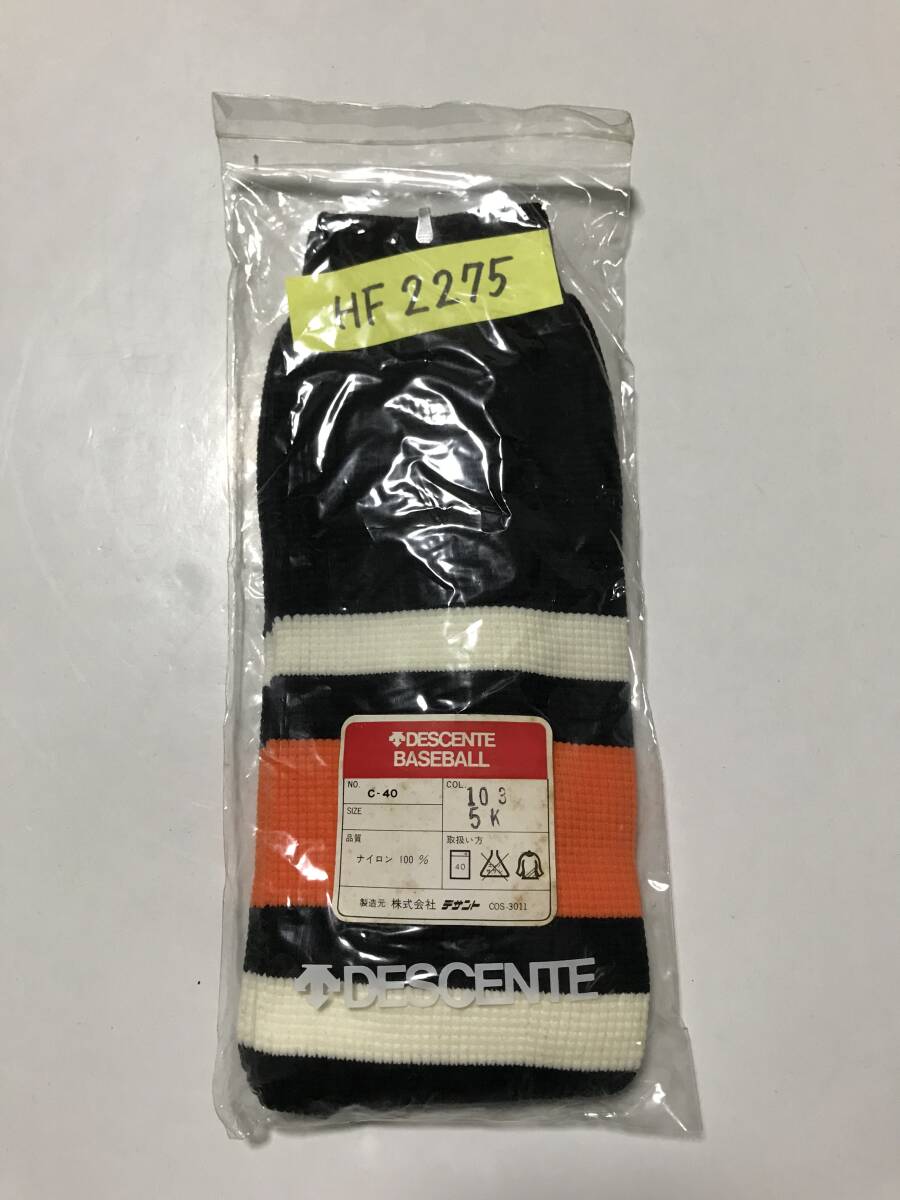 HF 2275
DESCENTE
BASEBALL
NO. C-40
COL. 103
5K
SIZE
品質
ナイロン 100 %
取扱い方
40
製造元 株式会社 デサント COS-3011
DESCENTE